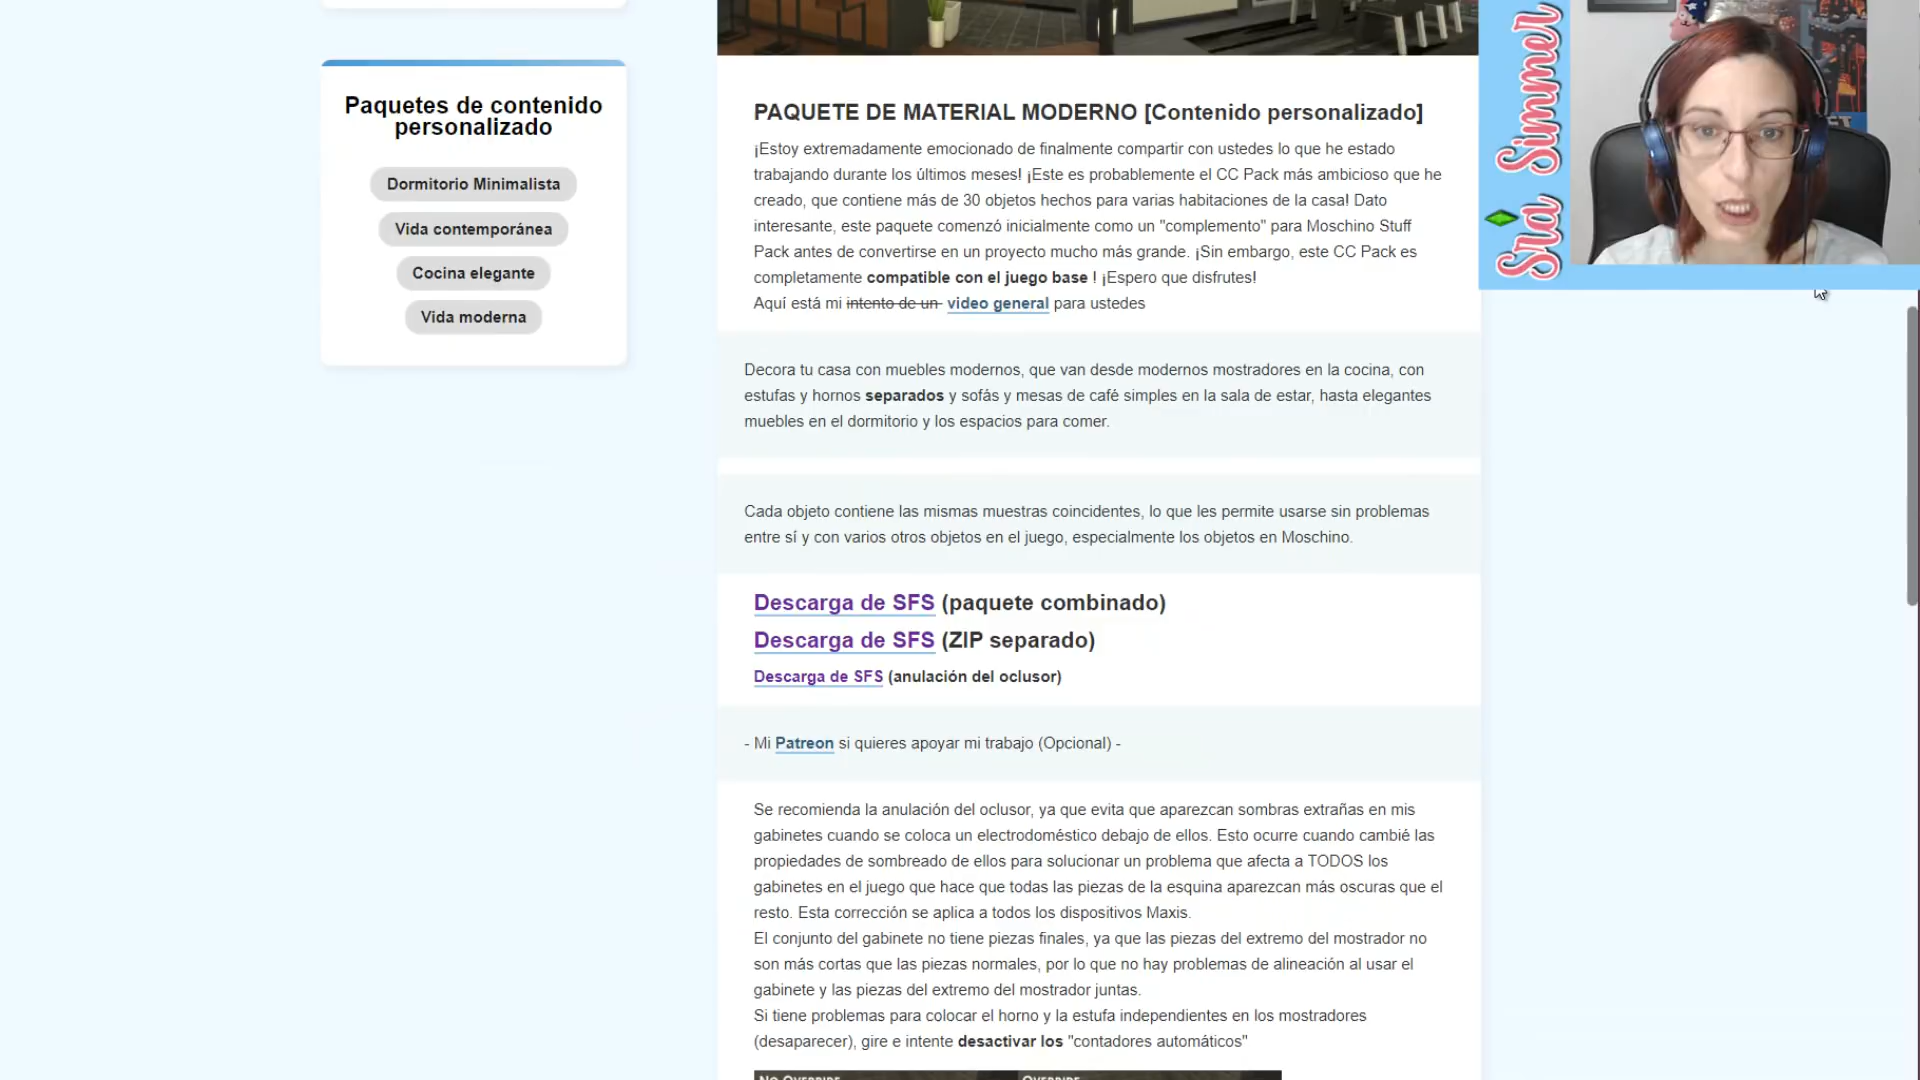 Paquetes de contenido
personalizado
Dormitorio Minimalista
Vida contemporánea
Cocina elegante
Vida moderna
PAQUETE DE MATERIAL MODERNO [Contenido personalizado]
¡Estoy extremadamente emocionado de finalmente compartir con ustedes lo que he estado
trabajando durante los últimos meses! ¡Este es probablemente el CC Pack más ambicioso que he
creado, que contiene más de 30 objetos hechos para varias habitaciones de la casa! Dato
interesante, este paquete comenzó inicialmente como un "complemento" para Moschino Stuff
Pack antes de convertirse en un proyecto mucho más grande. ¡Sin embargo, este CC Pack es
completamente compatible con el juego base ! ¡Espero que disfrutes!
Aquí está mi intento de un video general para ustedes
Decora tu casa con muebles modernos, que van desde modernos mostradores en la cocina, con
estufas y hornos separados y sofás y mesas de café simples en la sala de estar, hasta elegantes
muebles en el dormitorio y los espacios para comer.
Cada objeto contiene las mismas muestras coincidentes, lo que les permite usarse sin problemas
entre sí y con varios otros objetos en el juego, especialmente los objetos en Moschino.
Descarga de SFS (paquete combinado)
Descarga de SFS (ZIP separado)
Descarga de SFS (anulación del oclusor)
- Mi Patreon si quieres apoyar mi trabajo (Opcional) -
Se recomienda la anulación del oclusor, ya que evita que aparezcan sombras extrañas en mis
gabinetes cuando se coloca un electrodoméstico debajo de ellos. Esto ocurre cuando cambié las
propiedades de sombreado de ellos para solucionar un problema que afecta a TODOS los
gabinetes en el juego que hace que todas las piezas de la esquina aparezcan más oscuras que el
resto. Esta corrección se aplica a todos los dispositivos Maxis.
El conjunto del gabinete no tiene piezas finales, ya que las piezas del extremo del mostrador no
son más cortas que las piezas normales, por lo que no hay problemas de alineación al usar el
gabinete y las piezas del extremo del mostrador juntas.
Si tiene problemas para colocar el horno y la estufa independientes en los mostradores
(desaparecer), gire e intente desactivar los "contadores automáticos"
No Override
Override
Sra Simmer